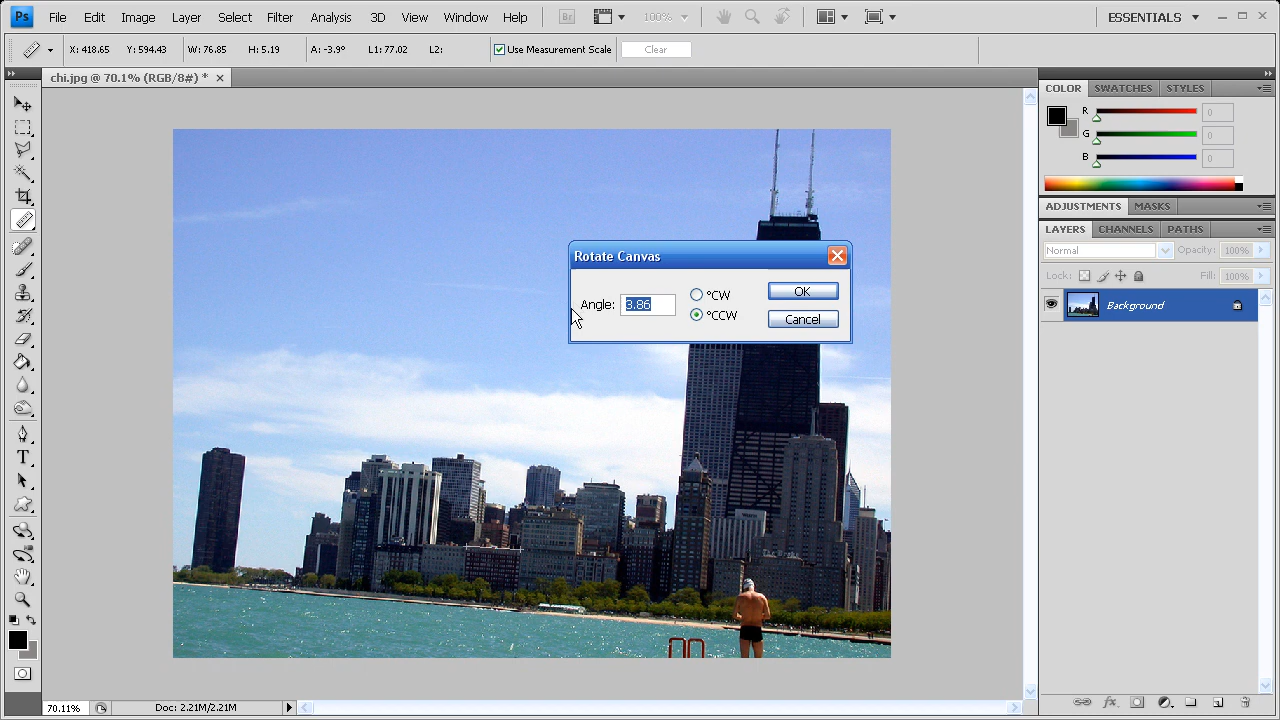 Ps File Edit Image Layer Select Filter Analysis 3D View Window Help Br 100% ESSENTIALS
X: 418.65 Y: 594.43 W: 76.85 H: 5.19 A: -3.9° L1: 77.02 L2: Use Measurement Scale Clear
chi.jpg @ 70.1% (RGB/8#) *
COLOR SWATCHES STYLES
R 0
G 0
B 0
ADJUSTMENTS MASKS
LAYERS CHANNELS PATHS
Normal Opacity: 100%
Lock: Fill: 100%
Background
Rotate Canvas
Angle: 3.86 °CW OK
°CCW Cancel
T
70.11% Doc: 2.21M/2.21M
fx